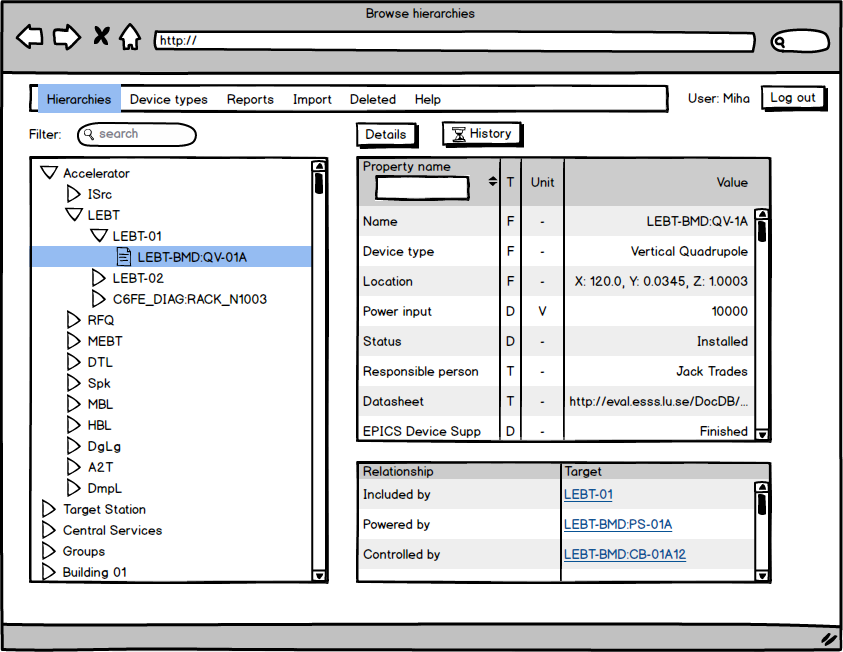 Browse hierarchies
http://
Hierarchies Device types Reports Import Deleted Help
User: Miha
Log out
Filter:
search
Details
History
Accelerator
ISrc
LEBT
LEBT-01
LEBT-BMD:QV-01A
LEBT-02
C6FE_DIAG:RACK_N1003
RFQ
MEBT
DTL
Spk
MBL
HBL
DgLg
A2T
DmpL
Target Station
Central Services
Groups
Building 01
Property name T Unit Value
Name F - LEBT-BMD:QV-1A
Device type F - Vertical Quadrupole
Location F - X: 120.0, Y: 0.0345, Z: 1.0003
Power input D V 10000
Status D - Installed
Responsible person T - Jack Trades
Datasheet T - http://eval.esss.lu.se/DocDB/...
EPICS Device Supp D - Finished
Relationship Target
Included by LEBT-01
Powered by LEBT-BMD:PS-01A
Controlled by LEBT-BMD:CB-01A12